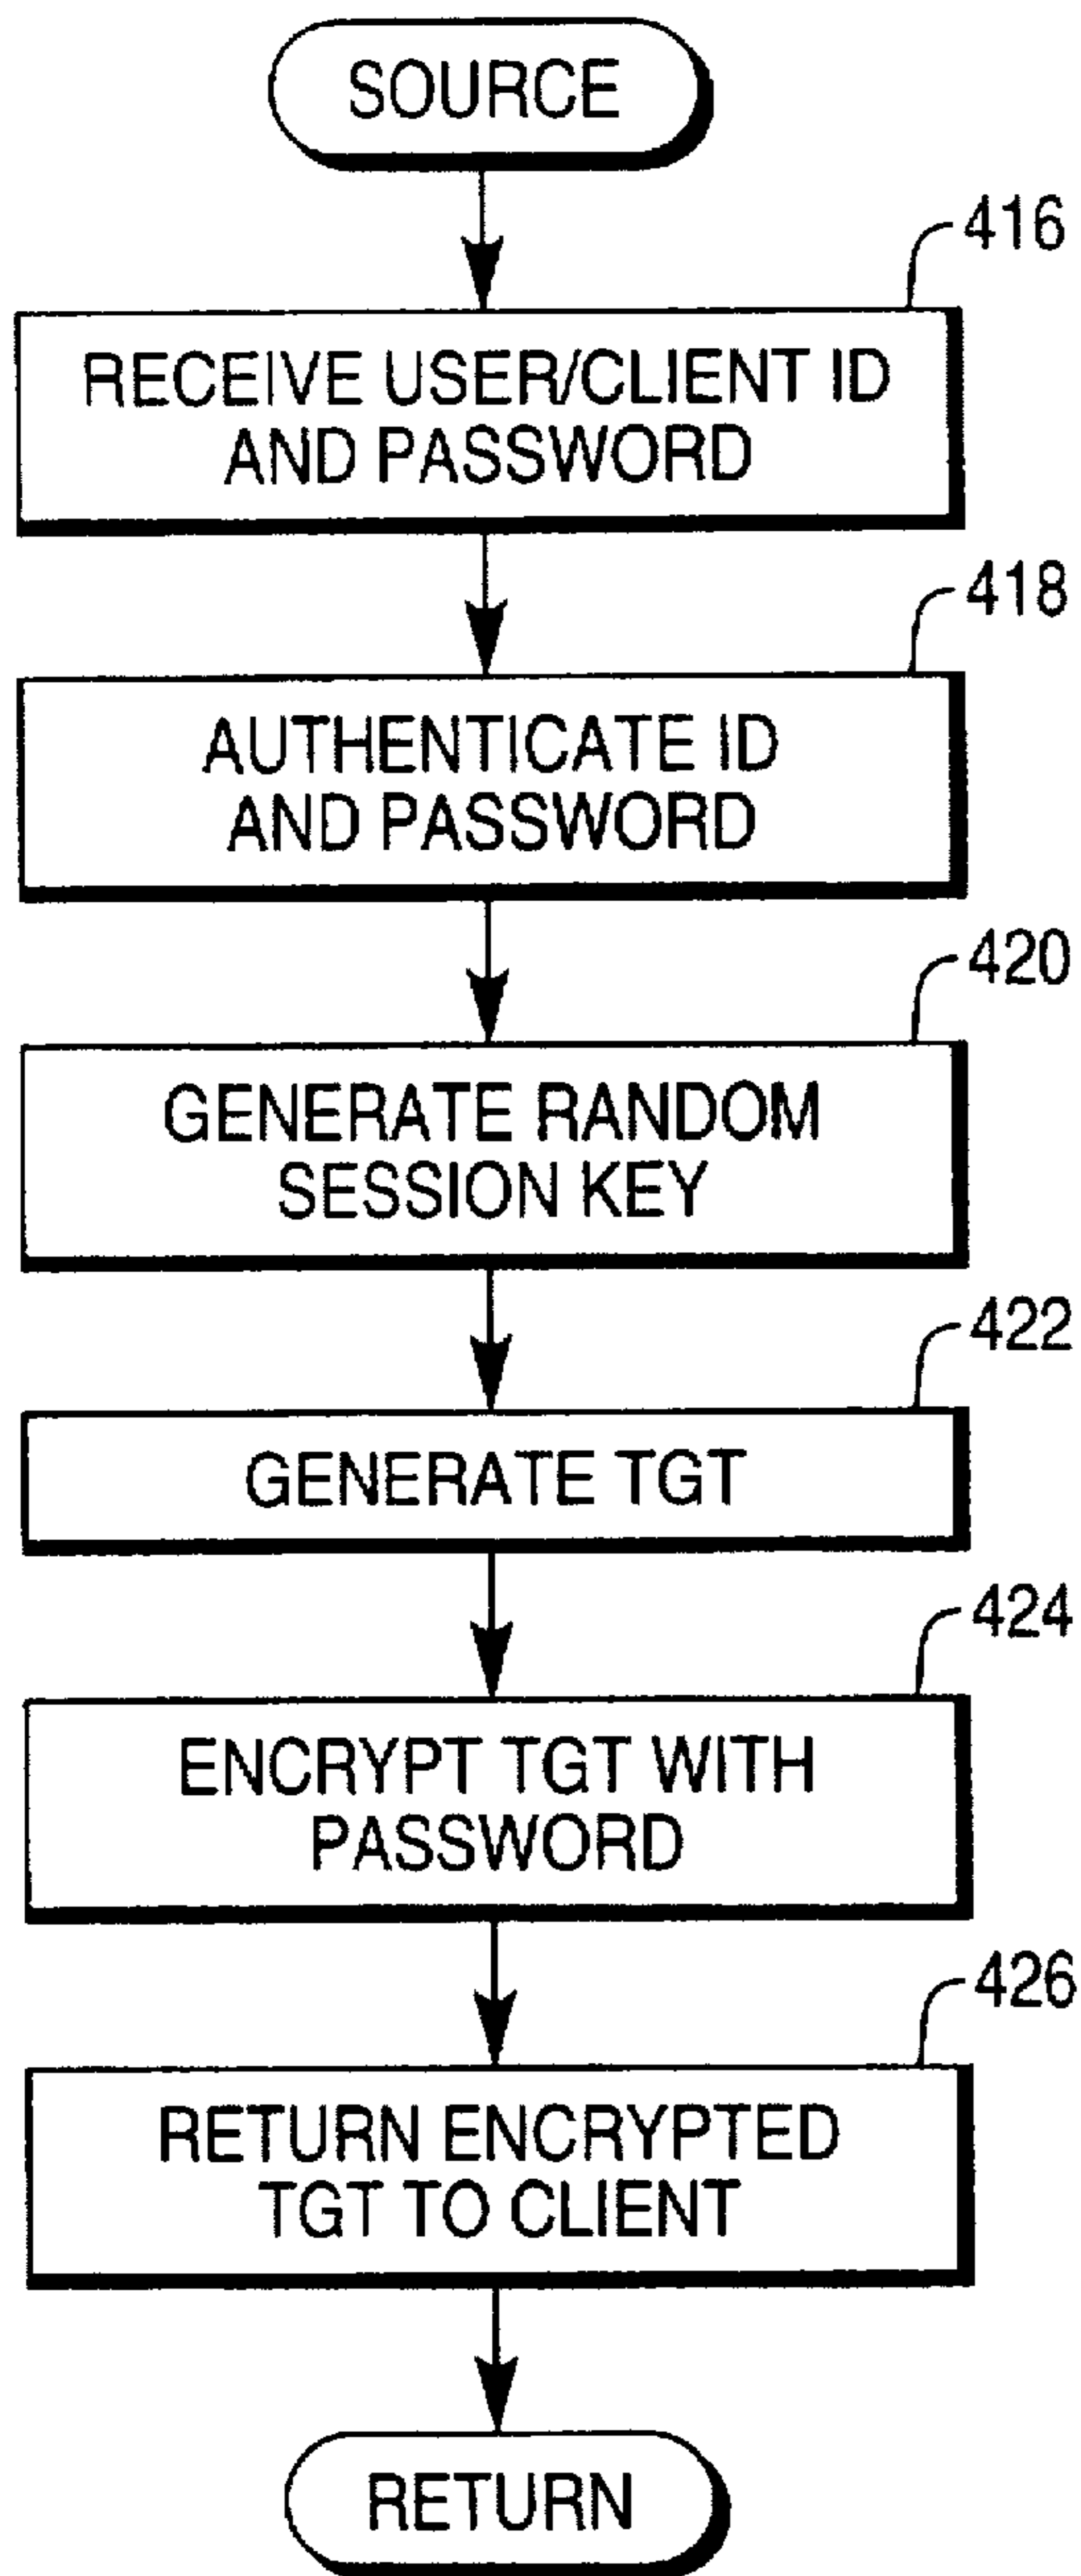 SOURCE
416
RECEIVE USER/CLIENT ID
AND PASSWORD
418
AUTHENTICATE ID
AND PASSWORD
420
GENERATE RANDOM
SESSION KEY
422
GENERATE TGT
424
ENCRYPT TGT WITH
PASSWORD
426
RETURN ENCRYPTED
TGT TO CLIENT
RETURN